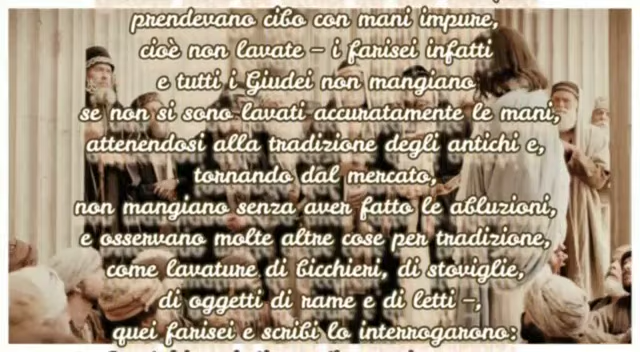 prendevano cibo con mani impure,
cioè non lavate – i farisei infatti
e tutti i Giudei non mangiano
se non si sono lavati accuratamente le mani,
attenendosi alla tradizione degli antichi e,
tornando dal mercato,
non mangiano senza aver fatto le abluzioni,
e osservano molte altre cose per tradizione,
come lavature di bicchieri, di stoviglie,
di oggetti di rame e di letti –,
quei farisei e scribi lo interrogarono: